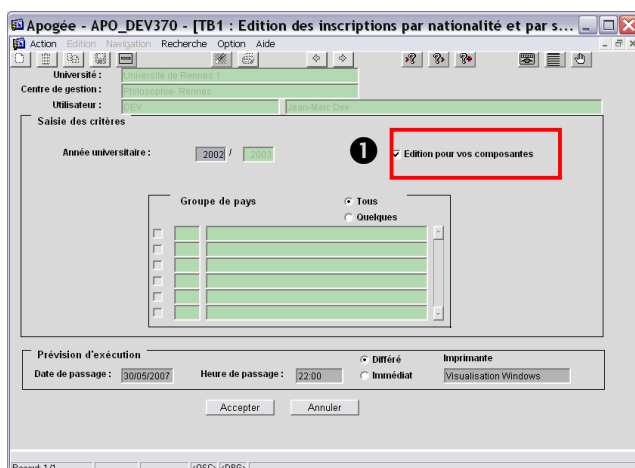 Apogée - APO_DEV370 - [TB1 : Edition des inscriptions par nationalité et par s...
Action Edition Navigation Recherche Option Aide
Université : Université de Rennes 1
Centre de gestion : Philosophie- Rennes
Utilisateur : DEV Jean-Marc Dev
Saisie des critères
Année universitaire : 2002 / 2003 1 Edition pour vos composantes
Groupe de pays Tous
Quelques
Prévision d'exécution Différé Imprimante
Date de passage : 30/05/2007 Heure de passage : 22:00 Immédiat Visualisation Windows
Accepter Annuler
Record: 1/1 <OSC> <DBG>